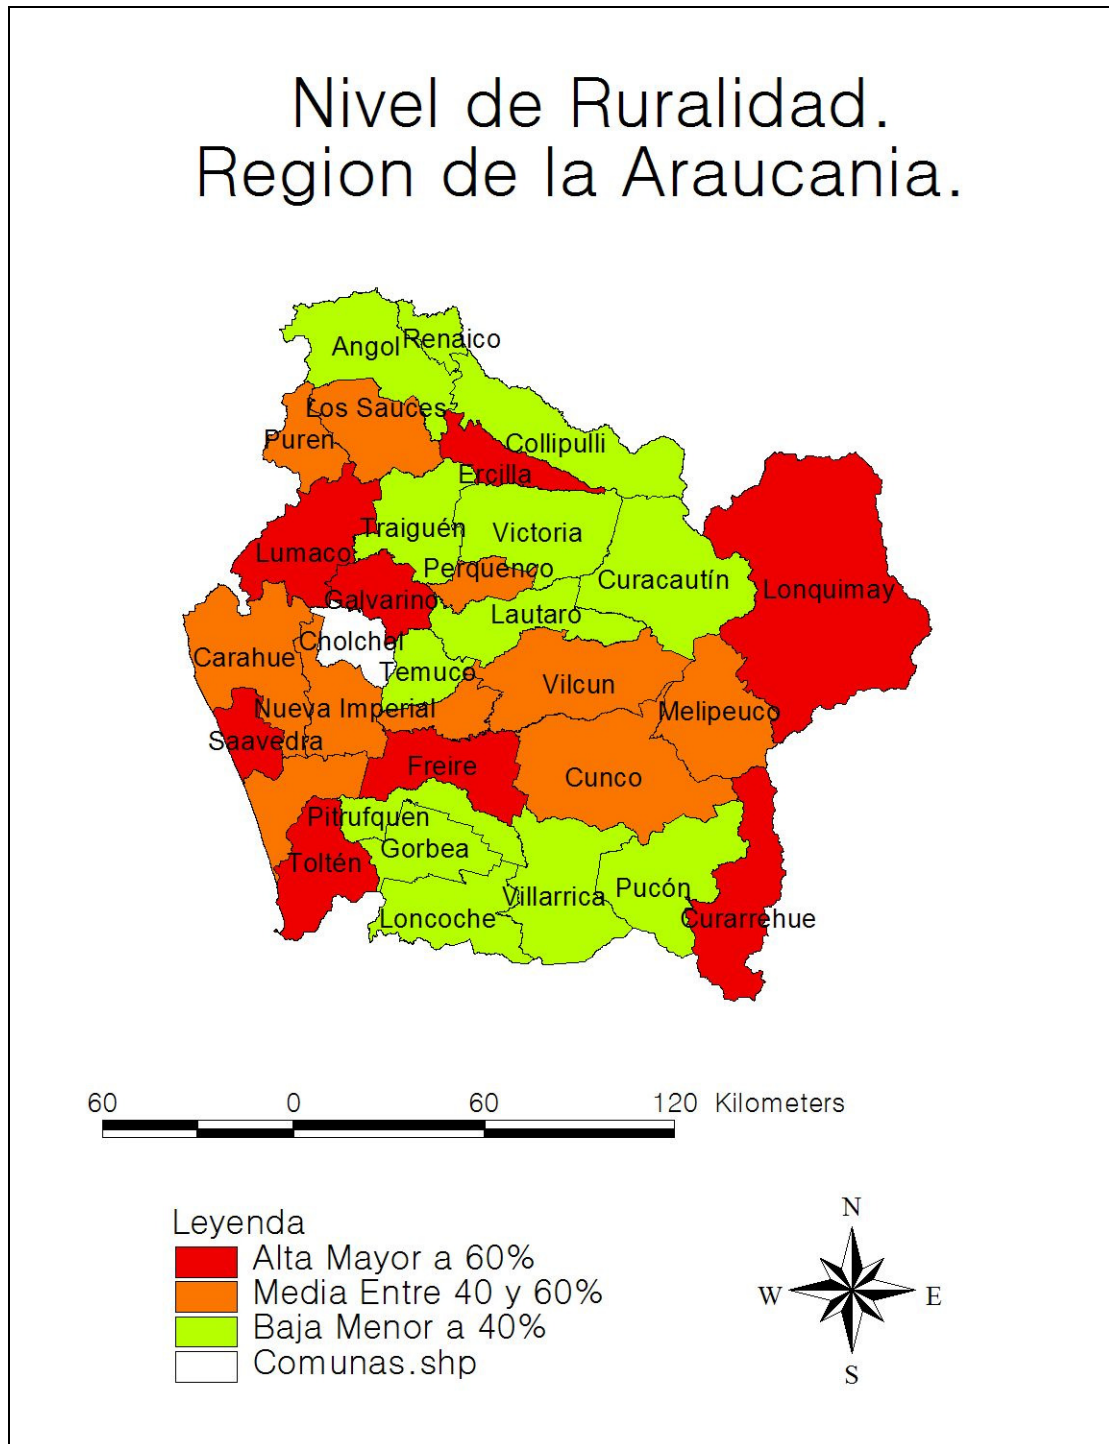 Nivel de Ruralidad.
Region de la Araucania.
Renaico
Angol
Los Sauces
Puren
Collipulli
Ercilla
Traiguén
Victoria
Lumaco
Perquenco
Curacautín
Lonquimay
Galvarino
Lautaro
Cholchol
Carahue
Temuco
Vilcun
Nueva Imperial
Melipeuco
Saavedra
Freire
Cunco
Pitrufquen
Gorbea
Toltén
Villarrica
Pucón
Loncoche
Curarrehue
60 0 60 120 Kilometers
Leyenda
Alta Mayor a 60%
Media Entre 40 y 60%
Baja Menor a 40%
Comunas.shp
N
W E
S